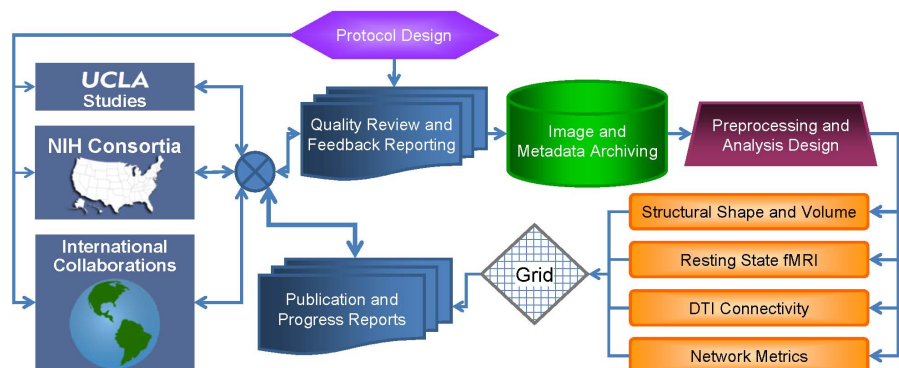 Protocol Design
UCLA
Studies
NIH Consortia
International
Collaborations
Quality Review and
Feedback Reporting
Image and
Metadata Archiving
Preprocessing and
Analysis Design
Structural Shape and Volume
Resting State fMRI
DTI Connectivity
Network Metrics
Grid
Publication and
Progress Reports